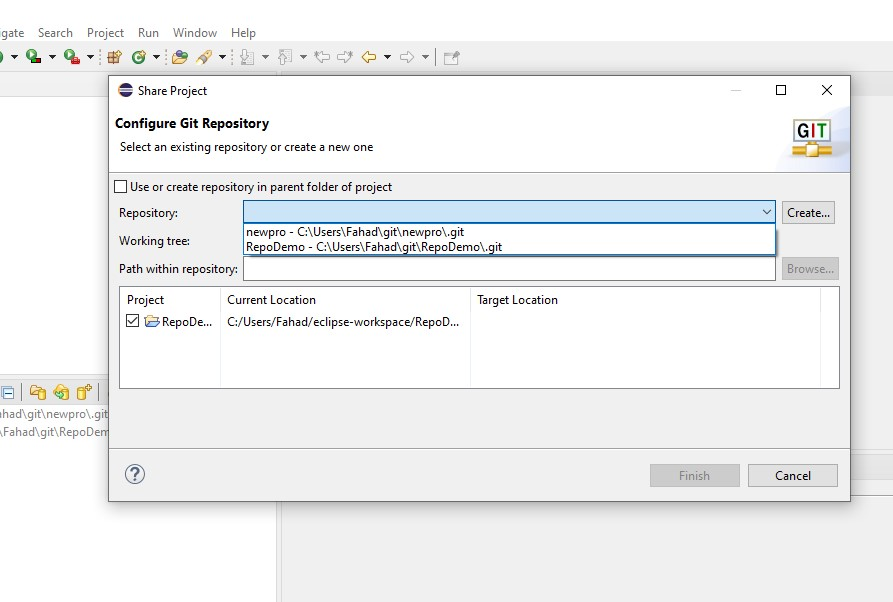 igate Search Project Run Window Help
Share Project
Configure Git Repository
Select an existing repository or create a new one
GIT
Use or create repository in parent folder of project
Repository:
Create...
newpro - C:\Users\Fahad\git\newpro\.git
Working tree:
RepoDemo - C:\Users\Fahad\git\RepoDemo\.git
Path within repository:
Browse...
Project Current Location Target Location
RepoDe... C:/Users/Fahad/eclipse-workspace/RepoD...
ahad\git\newpro\.git
\Fahad\git\RepoDem
?
Finish
Cancel